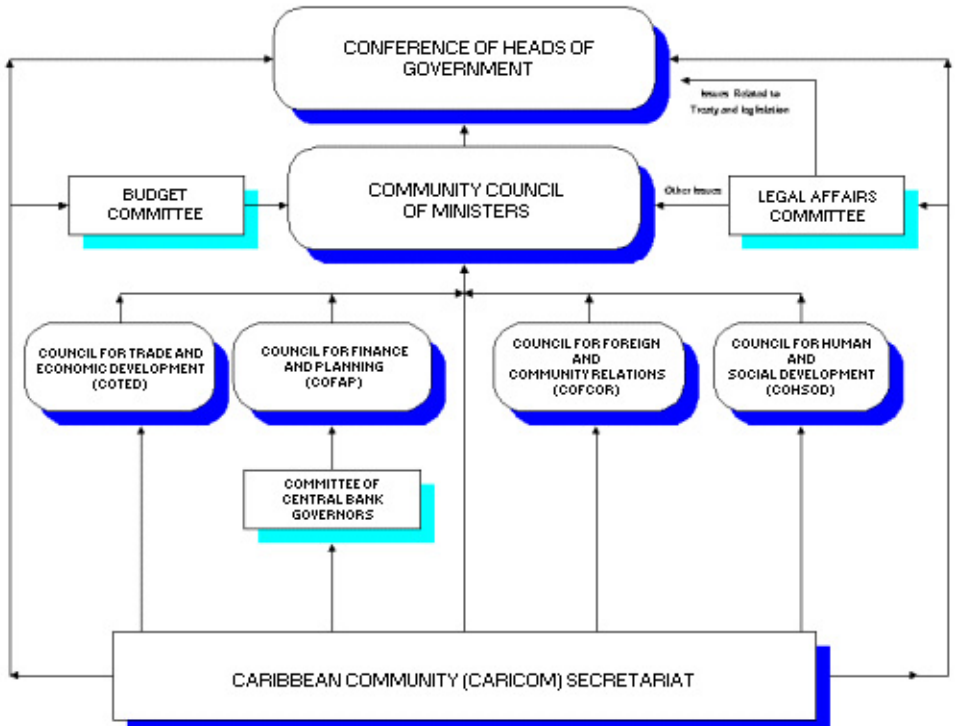 CONFERENCE OF HEADS OF
GOVERNMENT
Issues Related to
Treaty and legfslation
BUDGET
COMMITTEE
COMMUNITY COUNCIL
OF MINISTERS
Other Issues
LEGAL AFFAIRS
COMMITTEE
COUNCIL FOR TRADE AND
ECONOMIC DEVELOPMENT
(COTED)
COUNCIL FOR FINANCE
AND PLANNING (COFAP)
COUNCIL FOR FOREIGN
AND
COMMUNITY RELATIONS
(COFCOR)
COUNCIL FOR HUMAN
AND
SOCIAL DEVELOPMENT
(COHSOD)
COMMITTEE OF
CENTRAL BANK
GOVERNORS
CARIBBEAN COMMUNITY (CARICOM) SECRETARIAT